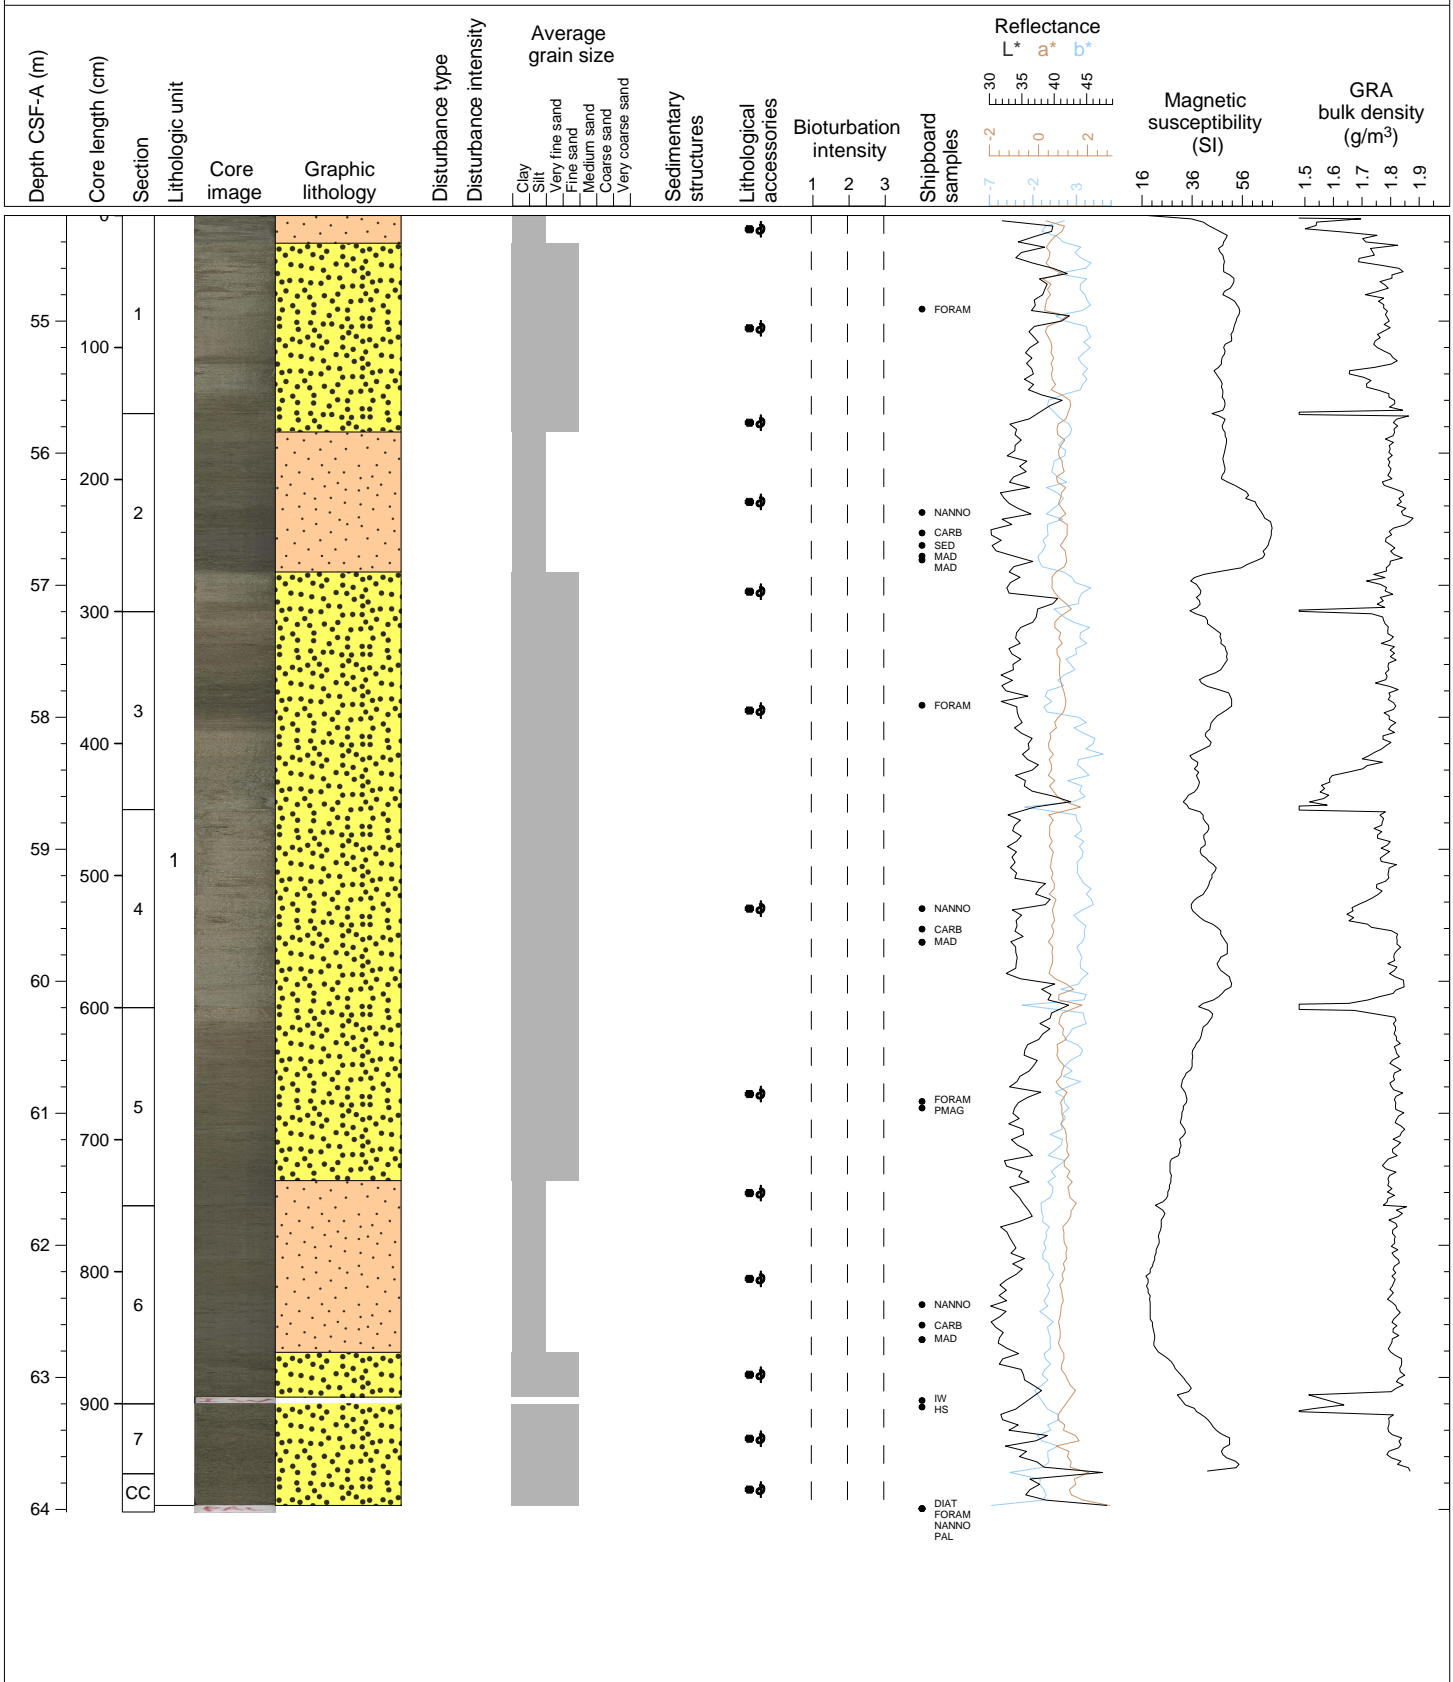 Depth CSF-A (m)
Core length (cm)
Section
Lithologic unit
Core
image
Graphic
lithology
Disturbance type
Disturbance intensity
Average
grain size
Clay
Silt
Very fine sand
Fine sand
Medium sand
Coarse sand
Very coarse sand
Sedimentary
structures
Lithological
accessories
Bioturbation
intensity
1 2 3
Shipboard
samples
Reflectance
L* a* b*
30 35 40 45
-2 0 2
-7 -2 3
Magnetic
susceptibility
(SI)
16 36 56
GRA
bulk density
(g/m3)
1.5 1.6 1.7 1.8 1.9
0
1
FORAM
55
100
56
200
2
NANNO
CARB
SED
MAD
MAD
57
300
3
FORAM
58
400
59
1
500
4
NANNO
CARB
MAD
60
600
5
FORAM
PMAG
61
700
62
800
6
NANNO
CARB
MAD
63
900
IW
HS
7
CC
64
DIAT
FORAM
NANNO
PAL